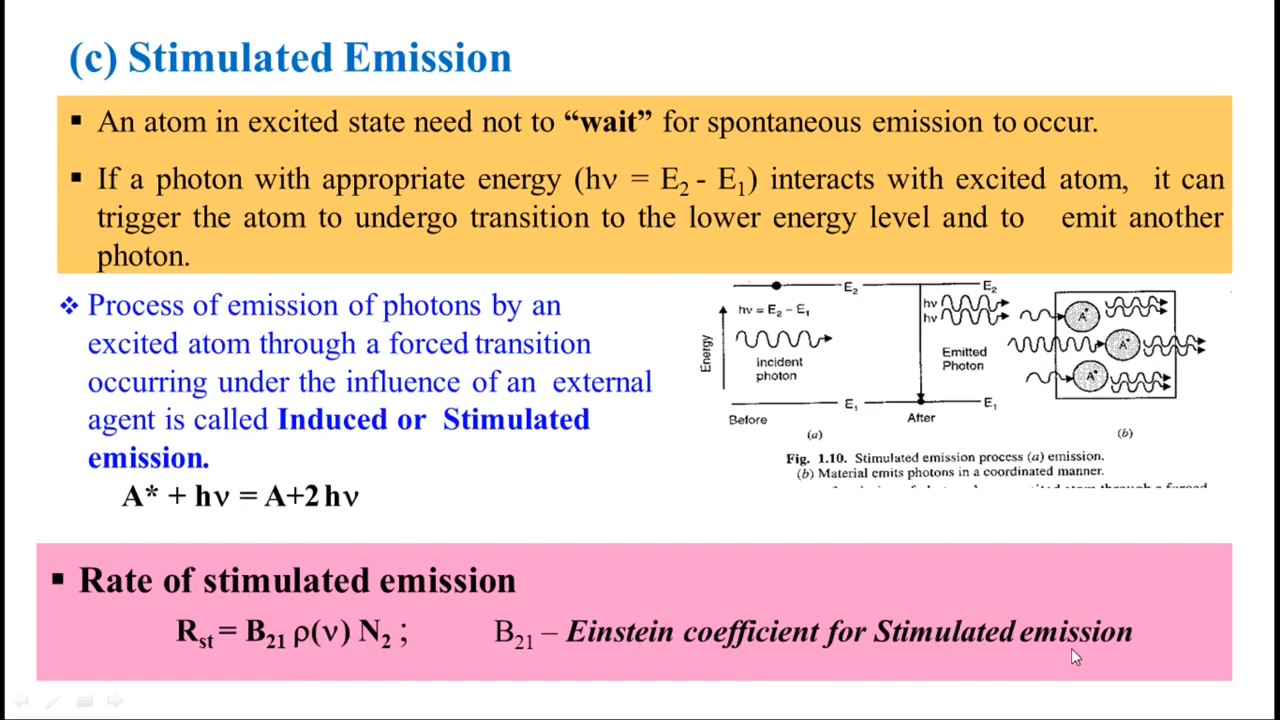 (c) Stimulated Emission
▪ An atom in excited state need not to “wait” for spontaneous emission to occur.
▪ If a photon with appropriate energy (hν = E₂ - E₁) interacts with excited atom, it can
trigger the atom to undergo transition to the lower energy level and to emit another
photon.
❖ Process of emission of photons by an
excited atom through a forced transition
occurring under the influence of an external
agent is called Induced or Stimulated
emission.
A* + hν = A+2hν
E₂
E₂
hν = E₂ – E₁
hν
hν
Energy
Incident
photon
Emitted
Photon
A*
A*
A*
E₁
E₁
Before
After
(a)
(b)
Fig. 1.10. Stimulated emission process (a) emission.
(b) Material emits photons in a coordinated manner.
▪ Rate of stimulated emission
Rst = B₂₁ ρ(ν) N₂ ; B₂₁ – Einstein coefficient for Stimulated emission